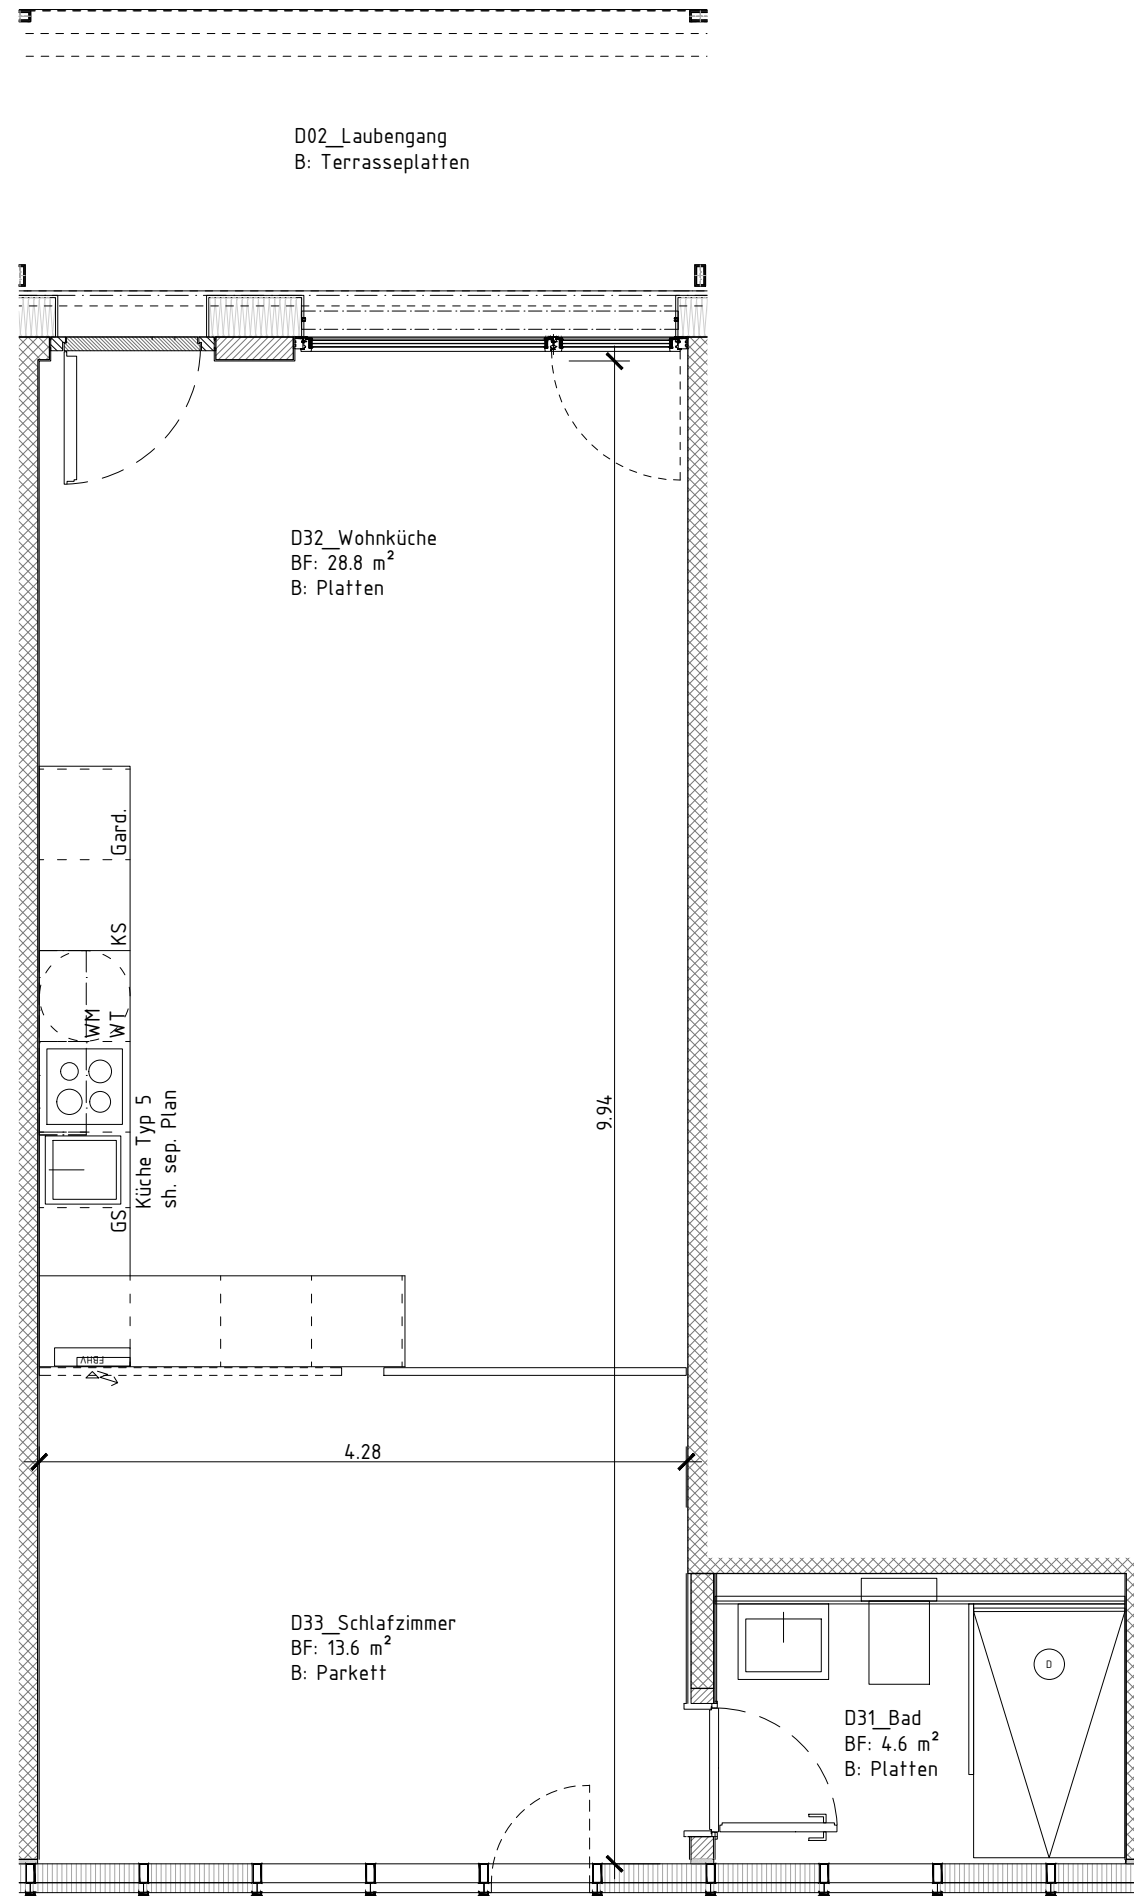 D02_Laubengang
B: Terrasseplatten
D32_Wohnküche
BF: 28.8 m²
B: Platten
Gard.
KS
WM
WT
Küche Typ 5
sh. sep. Plan
GS
9.94
FBHV
4.28
D33_Schlafzimmer
BF: 13.6 m²
B: Parkett
D
D31_Bad
BF: 4.6 m²
B: Platten